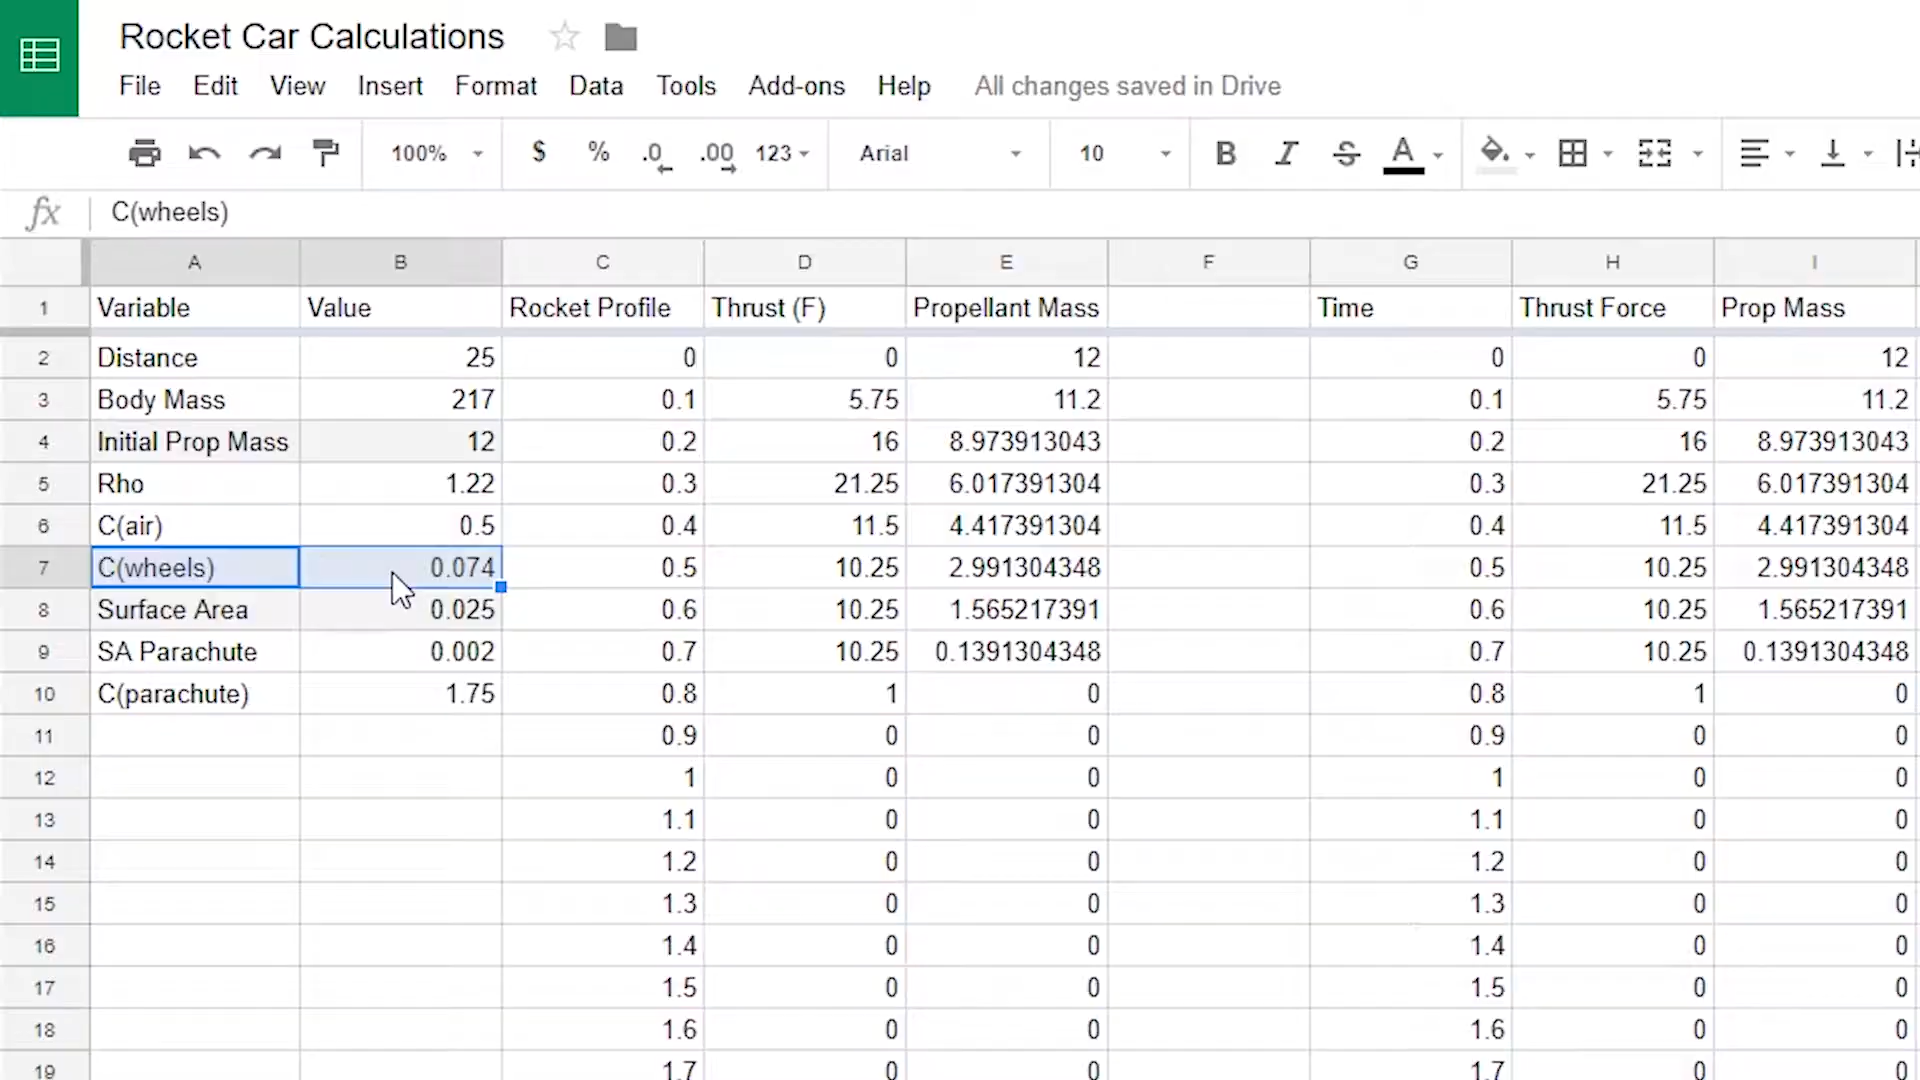 Rocket Car Calculations
File Edit View Insert Format Data Tools Add-ons Help All changes saved in Drive
100% $ % .0 .00 123 Arial 10 B I S A
fx C(wheels)
A B C D E F G H I
1 Variable Value Rocket Profile Thrust (F) Propellant Mass Time Thrust Force Prop Mass
2 Distance 25 0 0 12 0 0 12
3 Body Mass 217 0.1 5.75 11.2 0.1 5.75 11.2
4 Initial Prop Mass 12 0.2 16 8.973913043 0.2 16 8.973913043
5 Rho 1.22 0.3 21.25 6.017391304 0.3 21.25 6.017391304
6 C(air) 0.5 0.4 11.5 4.417391304 0.4 11.5 4.417391304
7 C(wheels) 0.074 0.5 10.25 2.991304348 0.5 10.25 2.991304348
8 Surface Area 0.025 0.6 10.25 1.565217391 0.6 10.25 1.565217391
9 SA Parachute 0.002 0.7 10.25 0.1391304348 0.7 10.25 0.1391304348
10 C(parachute) 1.75 0.8 1 0 0.8 1 0
11 0.9 0 0 0.9 0 0
12 1 0 0 1 0 0
13 1.1 0 0 1.1 0 0
14 1.2 0 0 1.2 0 0
15 1.3 0 0 1.3 0 0
16 1.4 0 0 1.4 0 0
17 1.5 0 0 1.5 0 0
18 1.6 0 0 1.6 0 0
19 1.7 0 0 1.7 0 0